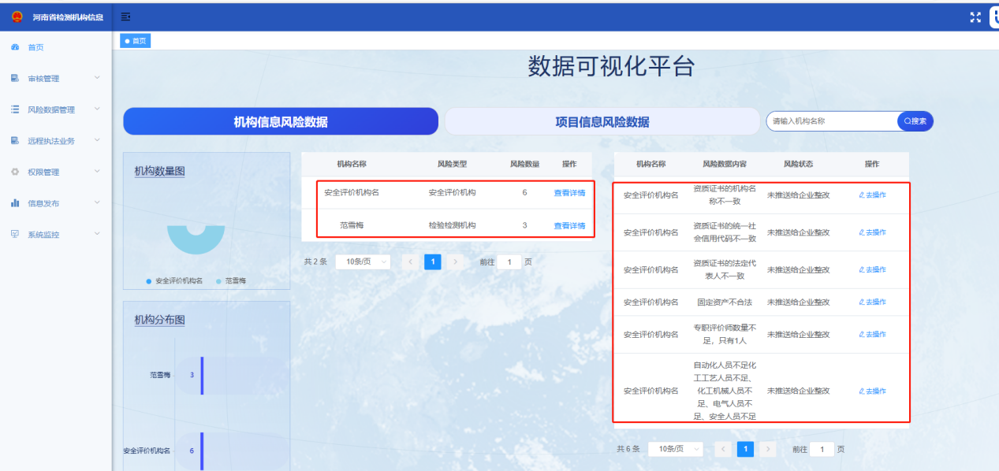 河南省检测机构信息
首页
审核管理
风险数据管理
远程执法业务
权限管理
信息发布
系统监控
首页
数据可视化平台
机构信息风险数据
项目信息风险数据
请输入机构名称
搜索
机构数量图
安全评价机构名 范雪梅
机构分布图
范雪梅 3
安全评价机构名 6
机构名称 风险类型 风险数量 操作
安全评价机构名 安全评价机构 6 查看详情
范雪梅 检验检测机构 3 查看详情
共 2 条 10条/页 < 1 > 前往 1 页
机构名称 风险数据内容 风险状态 操作
资质证书的机构名
安全评价机构名 未推送给企业整改 去操作
称不一致
资质证书的统一社
安全评价机构名 未推送给企业整改 去操作
会信用代码不一致
资质证书的法定代
安全评价机构名 未推送给企业整改 去操作
表人不一致
安全评价机构名 固定资产不合法 未推送给企业整改 去操作
专职评价师数量不
安全评价机构名 未推送给企业整改 去操作
足，只有1人
自动化人员不足化
工工艺人员不足、
安全评价机构名 化工机械人员不 未推送给企业整改 去操作
足、电气人员不
足、安全人员不足
共 6 条 10条/页 < 1 > 前往 1 页